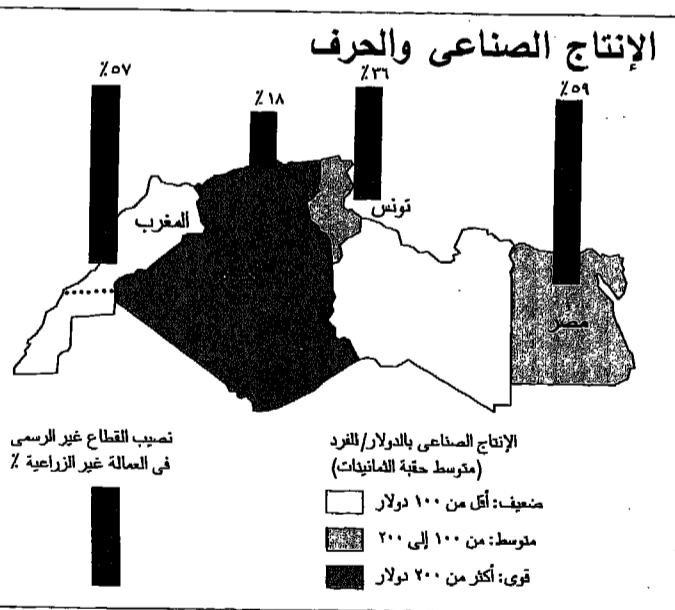 الإنتاج الصناعى والحرف
٥٧٪
١٨٪
٣٦٪
٥٩٪
تونس
المغرب
مصر
نصيب القطاع غير الرسمى
فى العمالة غير الزراعية ٪
الإنتاج الصناعى بالدولار/للفرد
(متوسط حقبة الثمانينات)
ضعيف: أقل من ١٠٠ دولار
متوسط: من ١٠٠ إلى ٢٠٠
قوى: أكثر من ٢٠٠ دولار